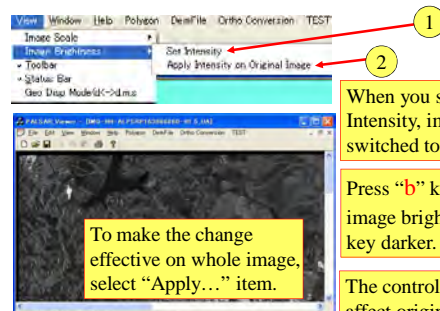 View Window Help Polygon DemFile Ortho Conversion TEST
Image Scale
Image Brightness
Toolbar
Status Bar
Geo Disp Mode/d<->d.m.s
Set Intensity
Apply Intensity on Original Image
1
2
When you s
Intensity, in
switched to
PALSAR Viewer
File Edit View Window Help Polygon DemFile Ortho Conversion TEST
Press “b” k
image brigh
key darker.
To make the change
effective on whole image,
select “Apply…” item.
The control
affect origin